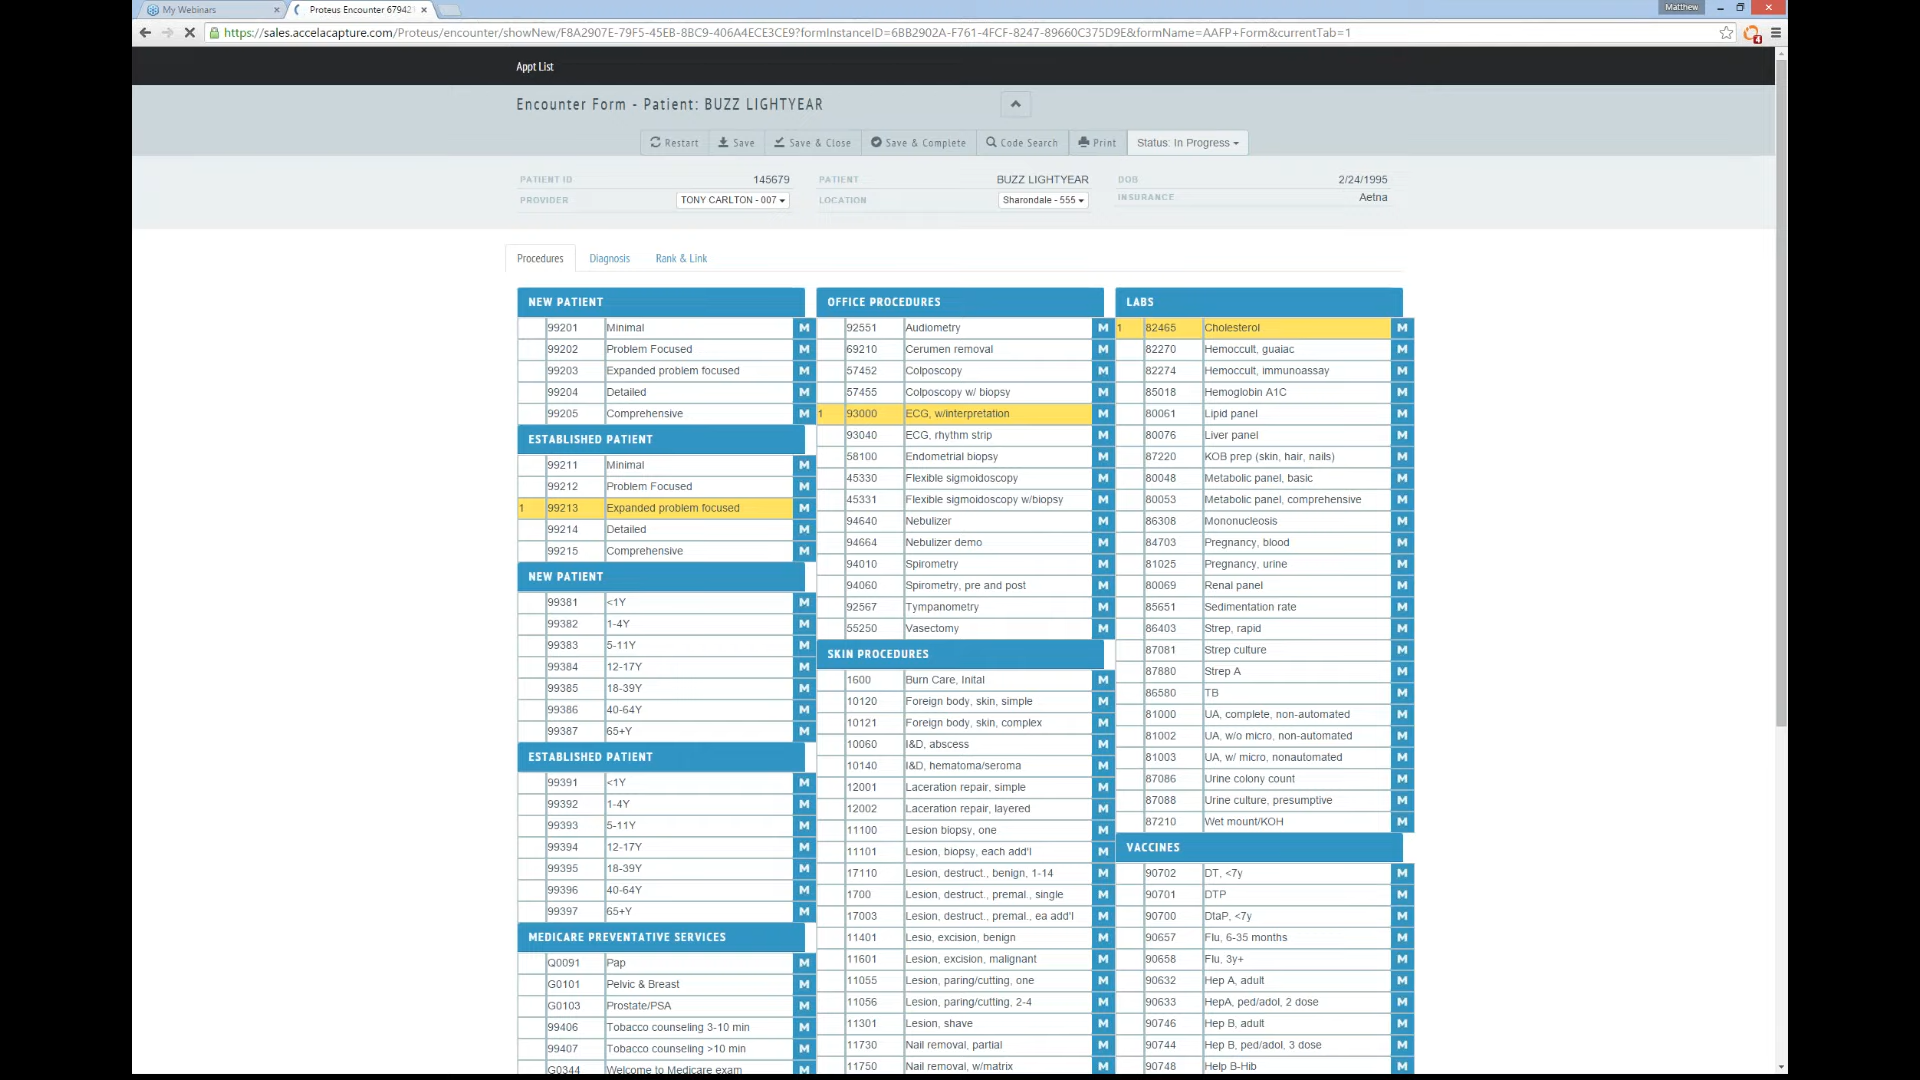 My Webinars
Proteus Encounter 67942
Matthew
https://sales.accelacapture.com/Proteus/encounter/showNew/F8A2907E-79F5-45EB-8BC9-406A4ECE3CE9?formInstanceID=6BB2902A-F761-4FCF-8247-89660C375D9E&formName=AAFP+Form&currentTab=1
Appt List
Encounter Form - Patient: BUZZ LIGHTYEAR
Restart Save Save & Close Save & Complete Code Search Print Status: In Progress
PATIENT ID 145679 PATIENT BUZZ LIGHTYEAR DOB 2/24/1995
PROVIDER TONY CARLTON - 007 LOCATION Sharondale - 555 INSURANCE Aetna
Procedures Diagnosis Rank & Link
NEW PATIENT
99201 Minimal M
99202 Problem Focused M
99203 Expanded problem focused M
99204 Detailed M
99205 Comprehensive M
ESTABLISHED PATIENT
99211 Minimal M
99212 Problem Focused M
1 99213 Expanded problem focused M
99214 Detailed M
99215 Comprehensive M
NEW PATIENT
99381 <1Y M
99382 1-4Y M
99383 5-11Y M
99384 12-17Y M
99385 18-39Y M
99386 40-64Y M
99387 65+Y M
ESTABLISHED PATIENT
99391 <1Y M
99392 1-4Y M
99393 5-11Y M
99394 12-17Y M
99395 18-39Y M
99396 40-64Y M
99397 65+Y M
MEDICARE PREVENTATIVE SERVICES
Q0091 Pap M
G0101 Pelvic & Breast M
G0103 Prostate/PSA M
99406 Tobacco counseling 3-10 min M
99407 Tobacco counseling >10 min M
G0344 Welcome to Medicare exam M
OFFICE PROCEDURES
92551 Audiometry M
69210 Cerumen removal M
57452 Colposcopy M
57455 Colposcopy w/ biopsy M
1 93000 ECG, w/interpretation M
93040 ECG, rhythm strip M
58100 Endometrial biopsy M
45330 Flexible sigmoidoscopy M
45331 Flexible sigmoidoscopy w/biopsy M
94640 Nebulizer M
94664 Nebulizer demo M
94010 Spirometry M
94060 Spirometry, pre and post M
92567 Tympanometry M
55250 Vasectomy M
SKIN PROCEDURES
1600 Burn Care, Inital M
10120 Foreign body, skin, simple M
10121 Foreign body, skin, complex M
10060 I&D, abscess M
10140 I&D, hematoma/seroma M
12001 Laceration repair, simple M
12002 Laceration repair, layered M
11100 Lesion biopsy, one M
11101 Lesion, biopsy, each add'l M
17110 Lesion, destruct., benign, 1-14 M
1700 Lesion, destruct., premal., single M
17003 Lesion, destruct., premal., ea add'l M
11401 Lesio, excision, benign M
11601 Lesion, excision, malignant M
11055 Lesion, paring/cutting, one M
11056 Lesion, paring/cutting, 2-4 M
11301 Lesion, shave M
11730 Nail removal, partial M
11750 Nail removal, w/matrix M
LABS
1 82465 Cholesterol M
82270 Hemoccult, guaiac M
82274 Hemoccult, immunoassay M
85018 Hemoglobin A1C M
80061 Lipid panel M
80076 Liver panel M
87220 KOB prep (skin, hair, nails) M
80048 Metabolic panel, basic M
80053 Metabolic panel, comprehensive M
86308 Mononucleosis M
84703 Pregnancy, blood M
81025 Pregnancy, urine M
80069 Renal panel M
85651 Sedimentation rate M
86403 Strep, rapid M
87081 Strep culture M
87880 Strep A M
86580 TB M
81000 UA, complete, non-automated M
81002 UA, w/o micro, non-automated M
81003 UA, w/ micro, nonautomated M
87086 Urine colony count M
87088 Urine culture, presumptive M
87210 Wet mount/KOH M
VACCINES
90702 DT, <7y M
90701 DTP M
90700 DtaP, <7y M
90657 Flu, 6-35 months M
90658 Flu, 3y+ M
90632 Hep A, adult M
90633 HepA, ped/adol, 2 dose M
90746 Hep B, adult M
90744 Hep B, ped/adol, 3 dose M
90748 Help B-Hib M